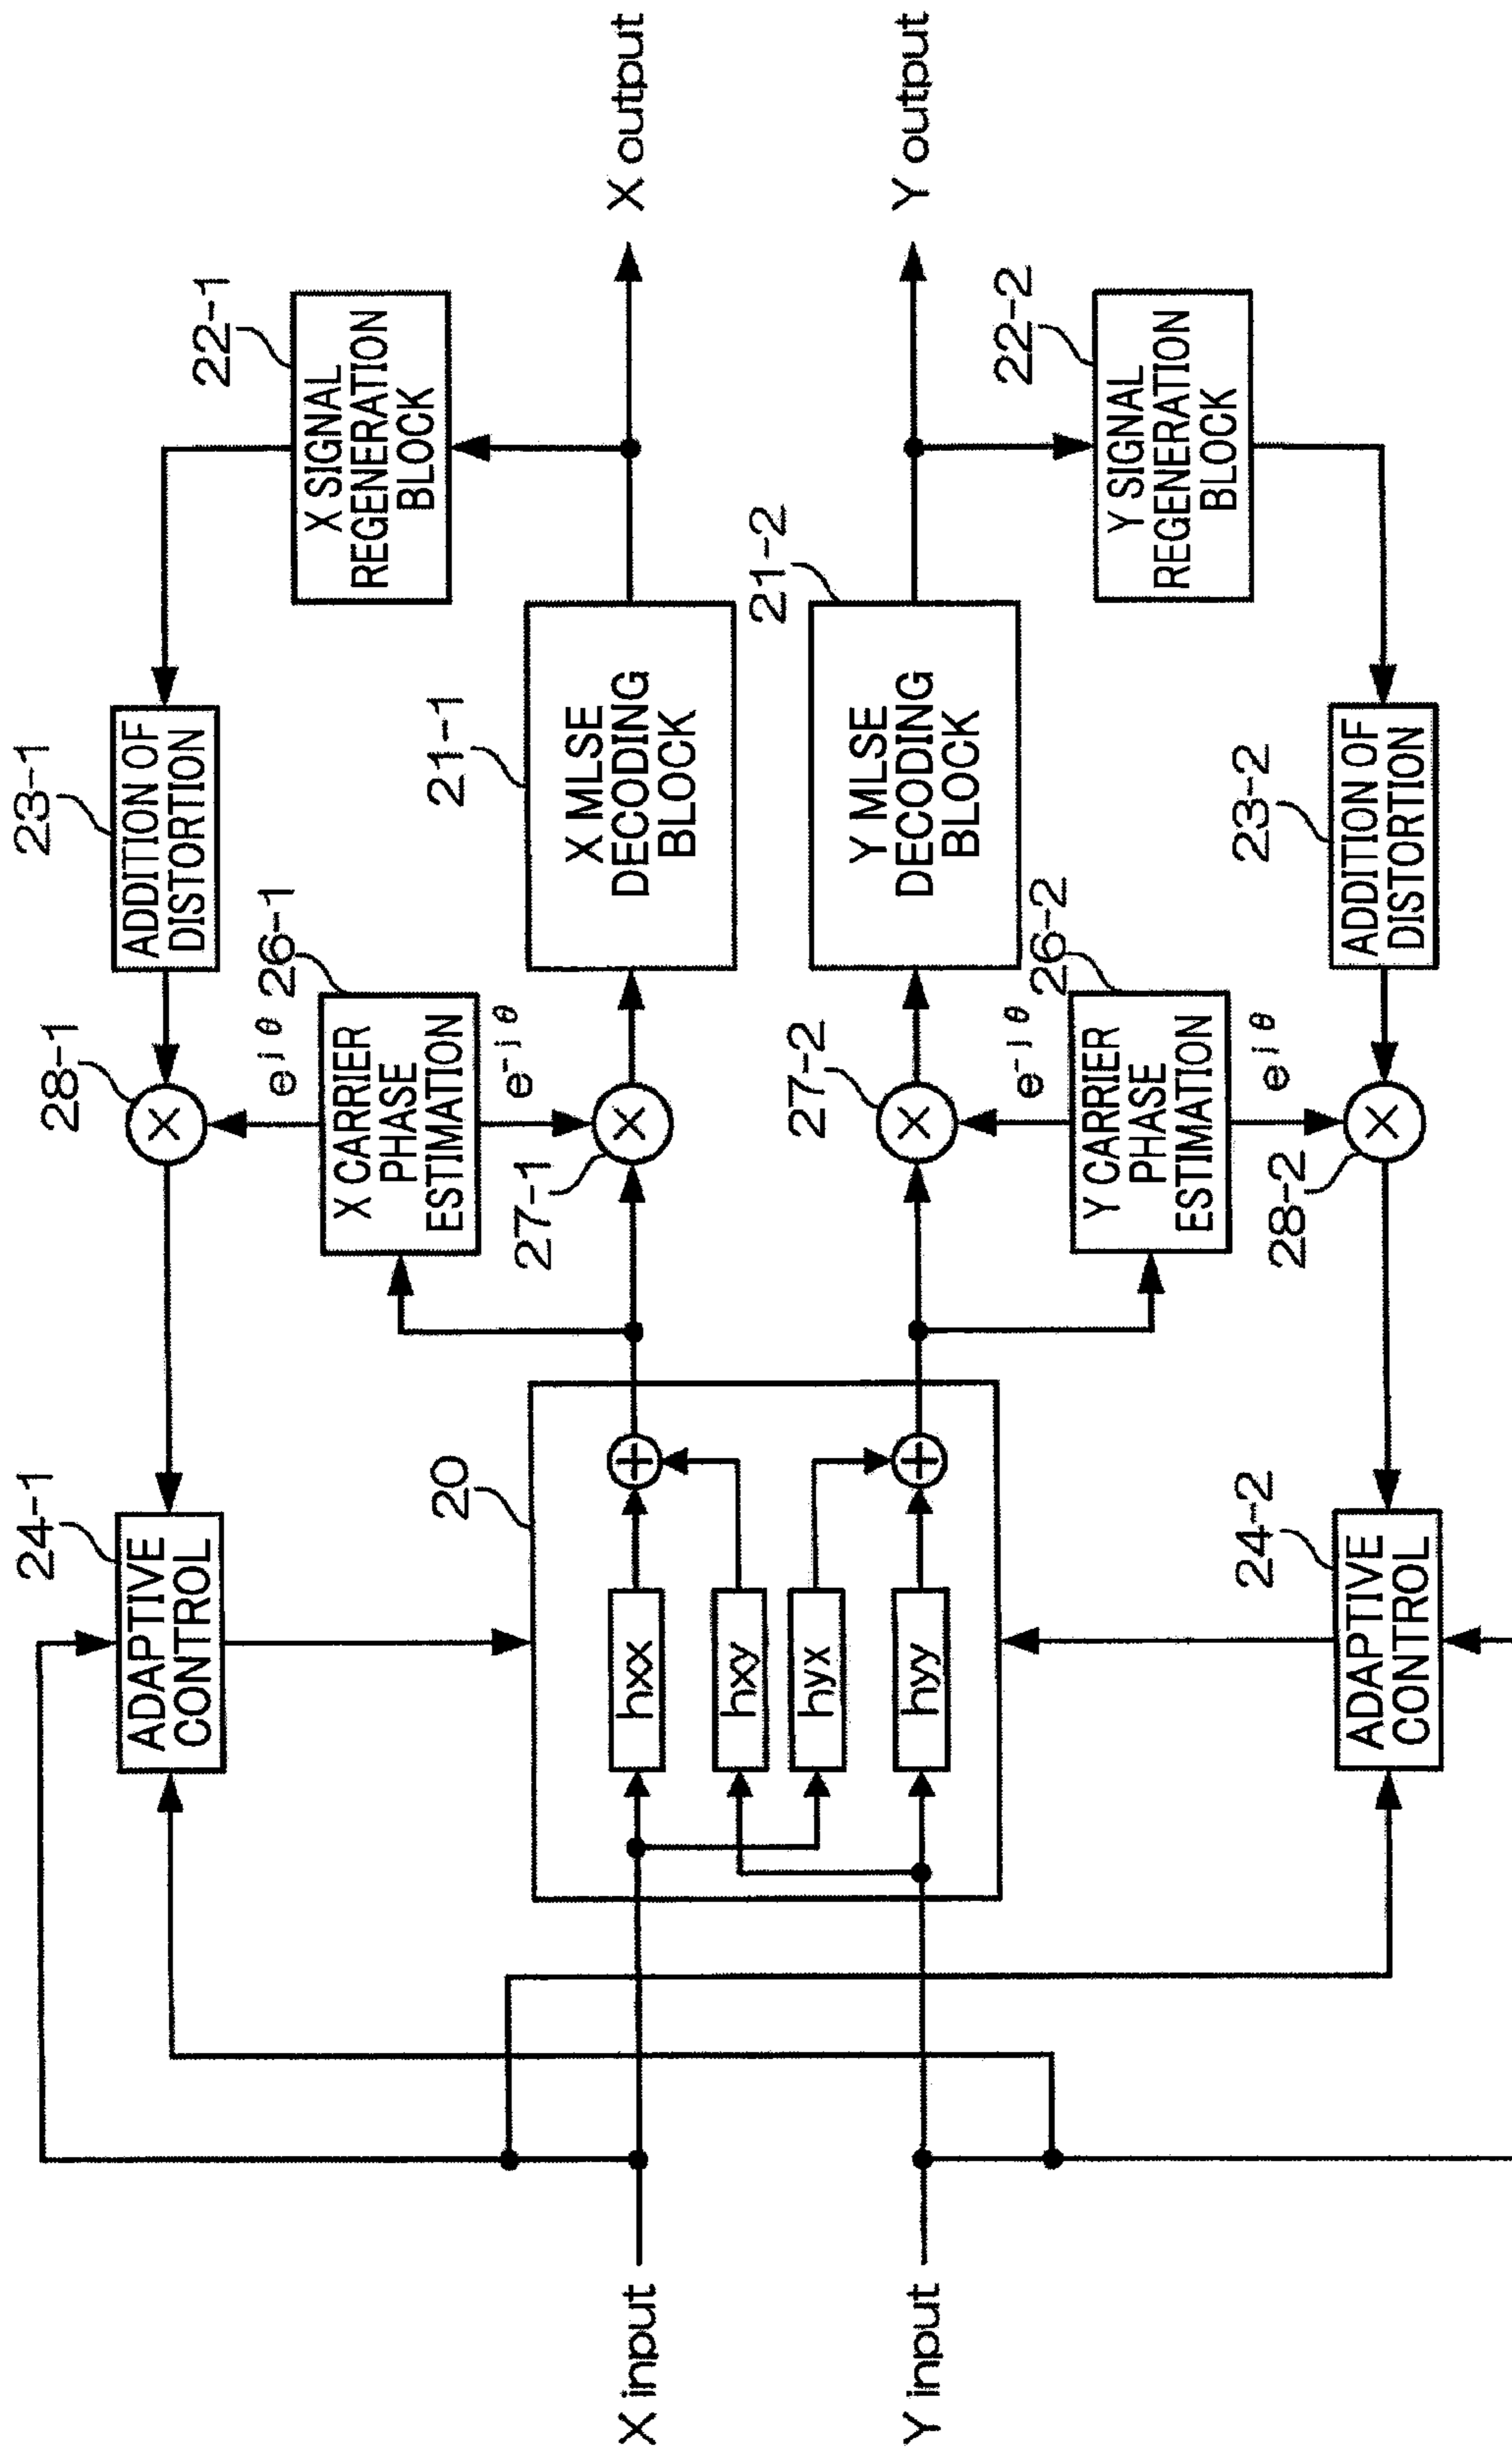 24-1
ADAPTIVE
CONTROL
28-1
23-1
ADDITION OF
DISTORTION
22-1
X SIGNAL
REGENERATION
BLOCK
e^{jθ}
26-1
X CARRIER
PHASE
ESTIMATION
e^{-jθ}
27-1
21-1
X MLSE
DECODING
BLOCK
X input
X output
20
hxx
hxy
hyx
hyy
Y input
Y output
27-2
21-2
Y MLSE
DECODING
BLOCK
e^{-jθ}
26-2
Y CARRIER
PHASE
ESTIMATION
e^{jθ}
22-2
Y SIGNAL
REGENERATION
BLOCK
24-2
ADAPTIVE
CONTROL
28-2
23-2
ADDITION OF
DISTORTION